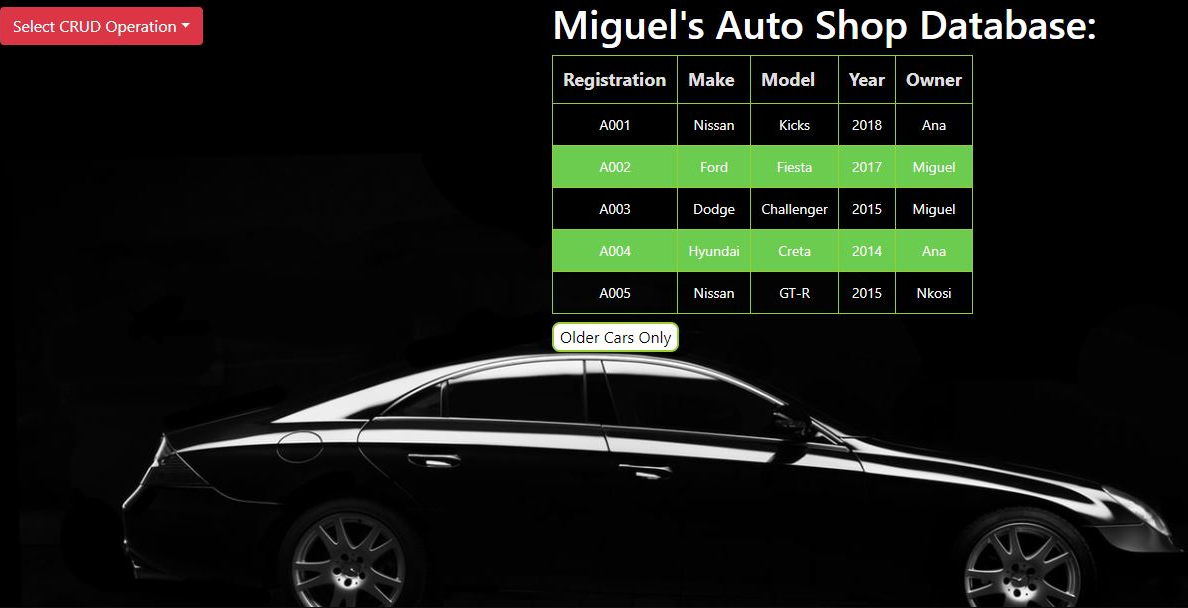 Select CRUD Operation
Miguel's Auto Shop Database:
Registration Make Model Year Owner
A001 Nissan Kicks 2018 Ana
A002 Ford Fiesta 2017 Miguel
A003 Dodge Challenger 2015 Miguel
A004 Hyundai Creta 2014 Ana
A005 Nissan GT-R 2015 Nkosi
Older Cars Only